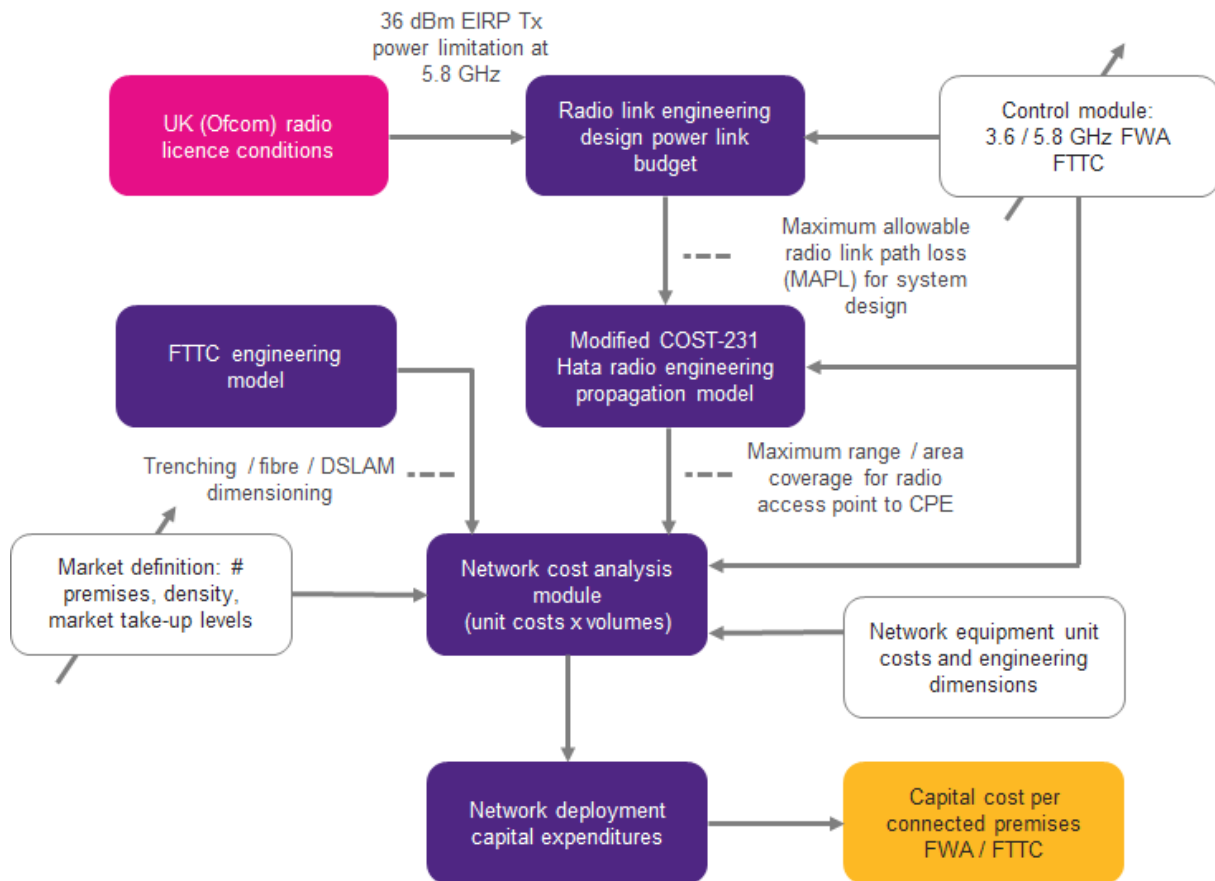 36 dBm EIRP Tx
power limitation at
5.8 GHz
UK (Ofcom) radio
licence conditions
Radio link engineering
design power link
budget
Control module:
3.6 / 5.8 GHz FWA
FTTC
Maximum allowable
radio link path loss
(MAPL) for system
design
FTTC engineering
model
Modified COST-231
Hata radio engineering
propagation model
Trenching / fibre / DSLAM
dimensioning
Maximum range / area
coverage for radio
access point to CPE
Market definition: #
premises, density,
market take-up levels
Network cost analysis
module
(unit costs x volumes)
Network equipment unit
costs and engineering
dimensions
Network deployment
capital expenditures
Capital cost per
connected premises
FWA / FTTC